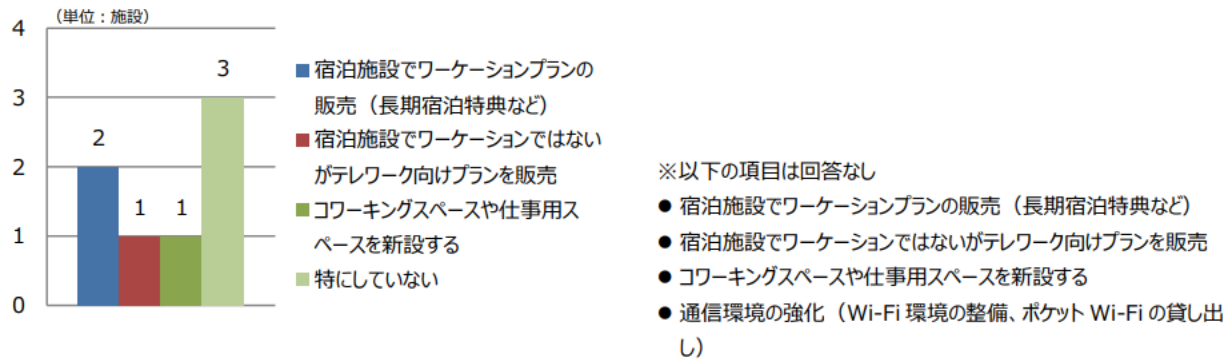 (単位：施設)
4
3
2
1
0
2
1
1
3
宿泊施設でワーケーションプランの
販売（長期宿泊特典など）
宿泊施設でワーケーションではない
がテレワーク向けプランを販売
コワーキングスペースや仕事用ス
ペースを新設する
特にしていない
※以下の項目は回答なし
● 宿泊施設でワーケーションプランの販売（長期宿泊特典など）
● 宿泊施設でワーケーションではないがテレワーク向けプランを販売
● コワーキングスペースや仕事用スペースを新設する
● 通信環境の強化（Wi-Fi 環境の整備、ポケット Wi-Fi の貸し出
し）